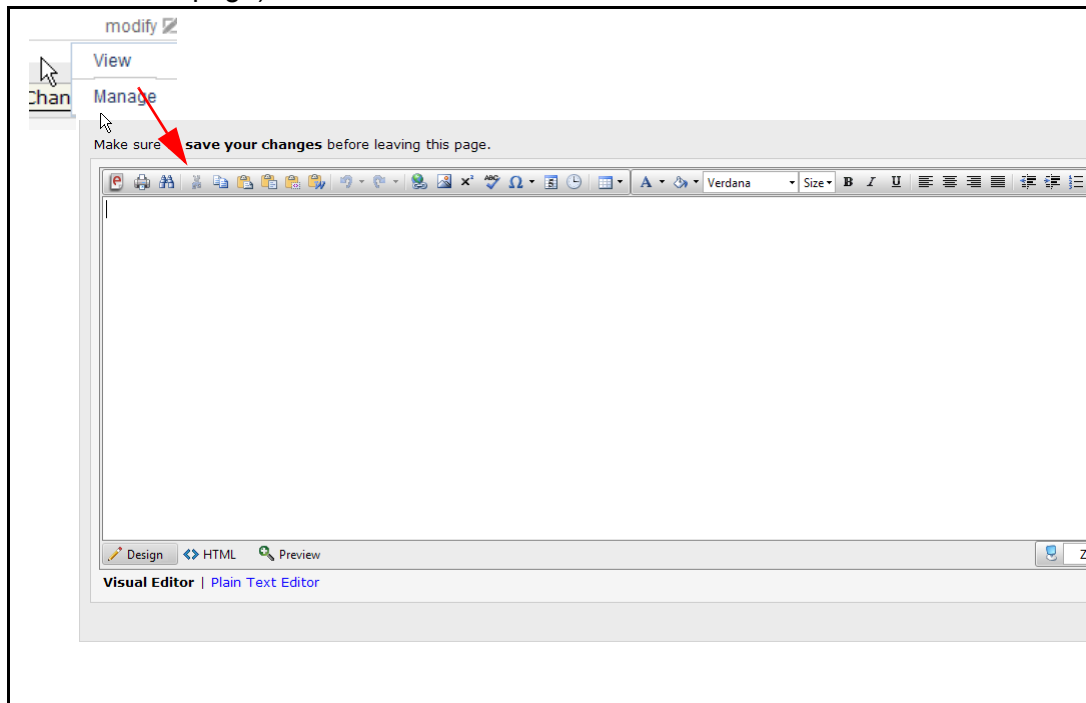 page)
modify
View
Chan
Manage
Make sure save your changes before leaving this page.
A Verdana Size B I U
Design HTML Preview
Visual Editor | Plain Text Editor